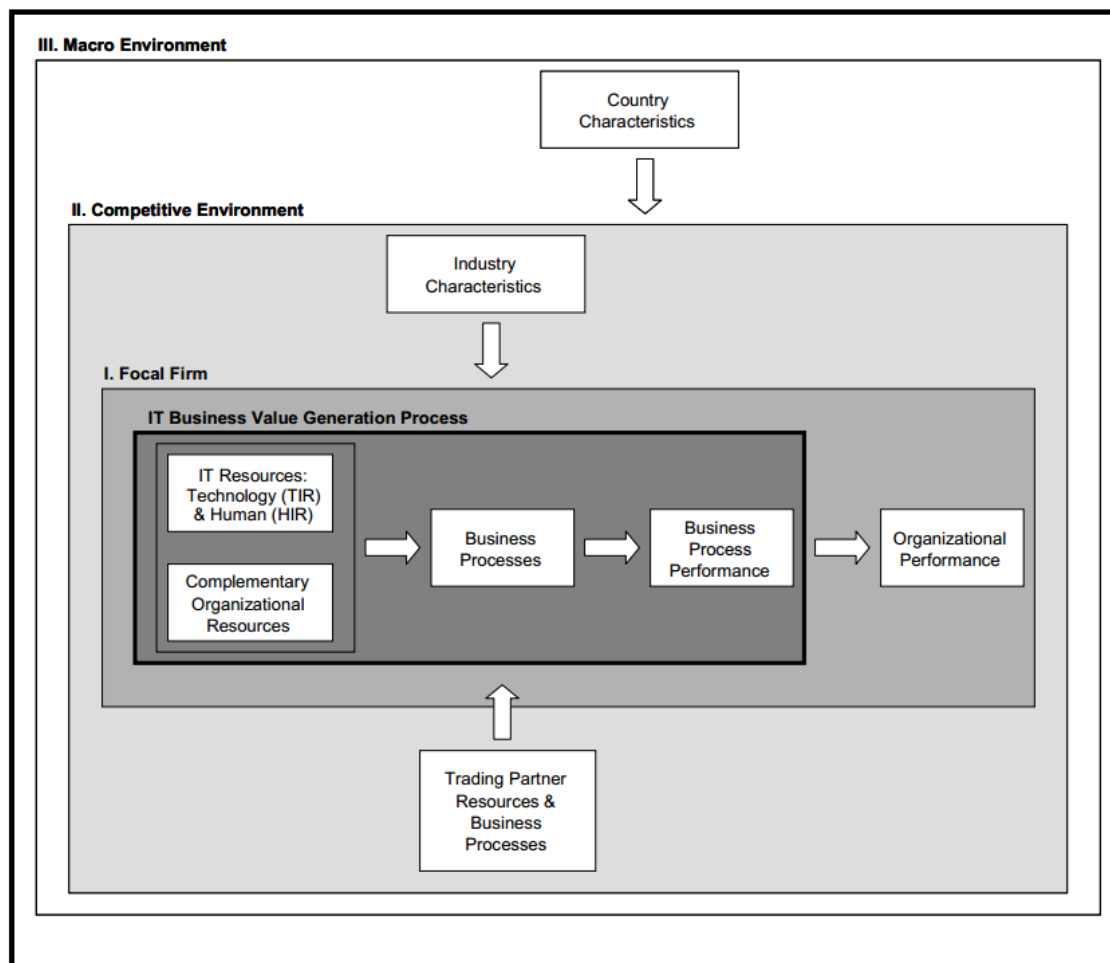 III. Macro Environment
Country
Characteristics
II. Competitive Environment
Industry
Characteristics
I. Focal Firm
IT Business Value Generation Process
IT Resources:
Technology (TIR)
& Human (HIR)
Complementary
Organizational
Resources
Business
Processes
Business
Process
Performance
Organizational
Performance
Trading Partner
Resources &
Business
Processes